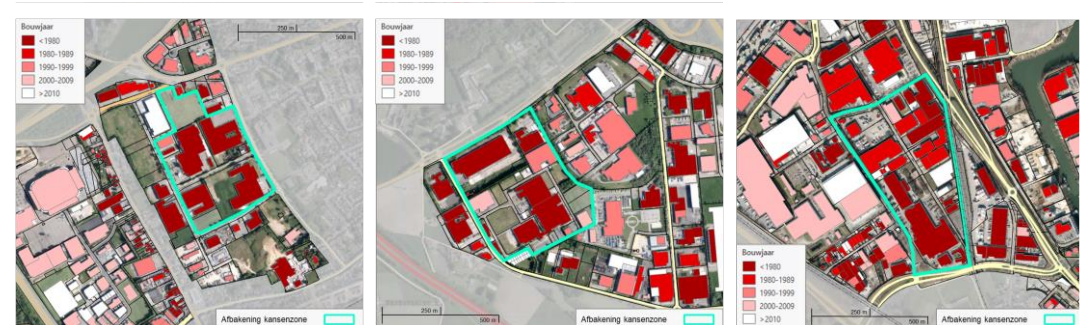 Bouwjaar
<1980
1980-1989
1990-1999
2000-2009
>2010
250 m
500 m
Afbakening kansenzone
Bouwjaar
<1980
1980-1989
1990-1999
2000-2009
>2010
250 m
500 m
Afbakening kansenzone
Bouwjaar
<1980
1980-1989
1990-1999
2000-2009
>2010
250 m
500 m
Afbakening kansenzone